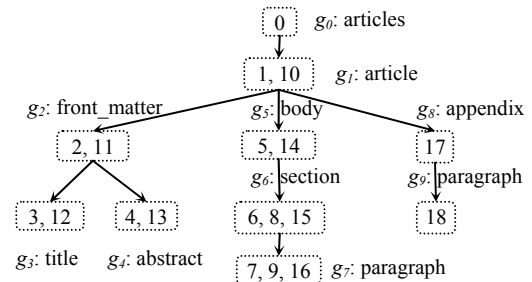 0 g0: articles
1, 10 g1: article
g2: front_matter g5: body g8: appendix
2, 11 5, 14 17
g6: section g9: paragraph
3, 12 4, 13 6, 8, 15 18
g3: title g4: abstract 7, 9, 16 g7: paragraph